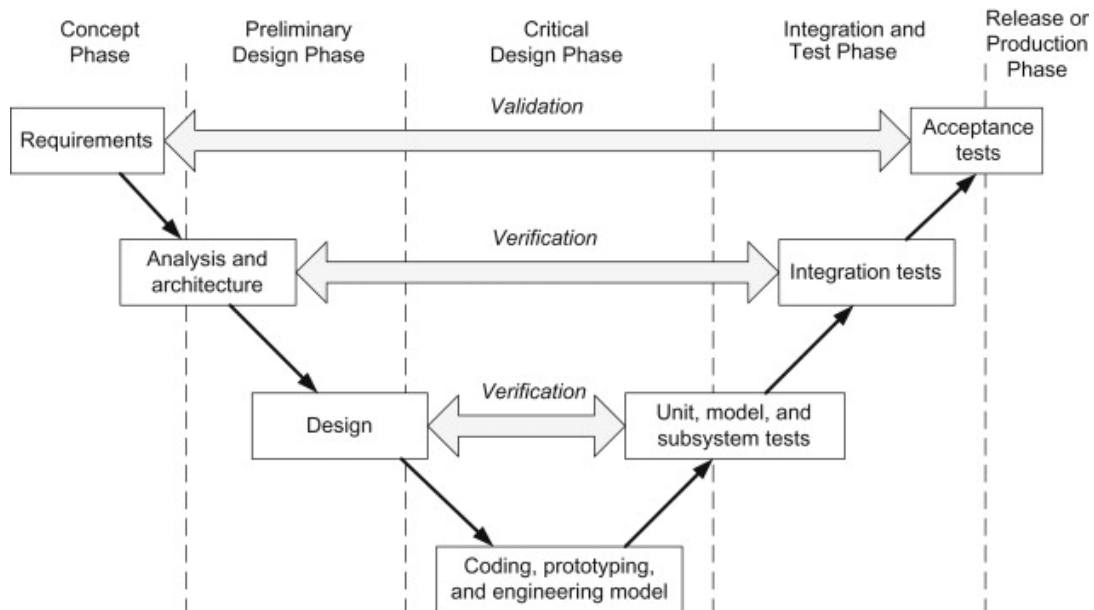 Concept
Phase
Preliminary
Design Phase
Critical
Design Phase
Integration and
Test Phase
Release or
Production
Phase
Validation
Requirements
Acceptance
tests
Verification
Analysis and
architecture
Integration tests
Verification
Design
Unit, model, and
subsystem tests
Coding, prototyping,
and engineering model